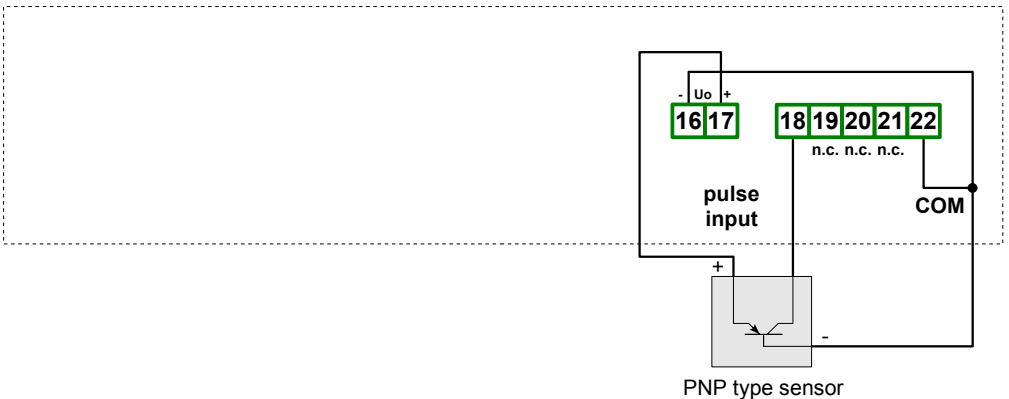 - Uo +
16 17 18 19 20 21 22
n.c. n.c. n.c.
pulse
input
COM
+
-
PNP type sensor